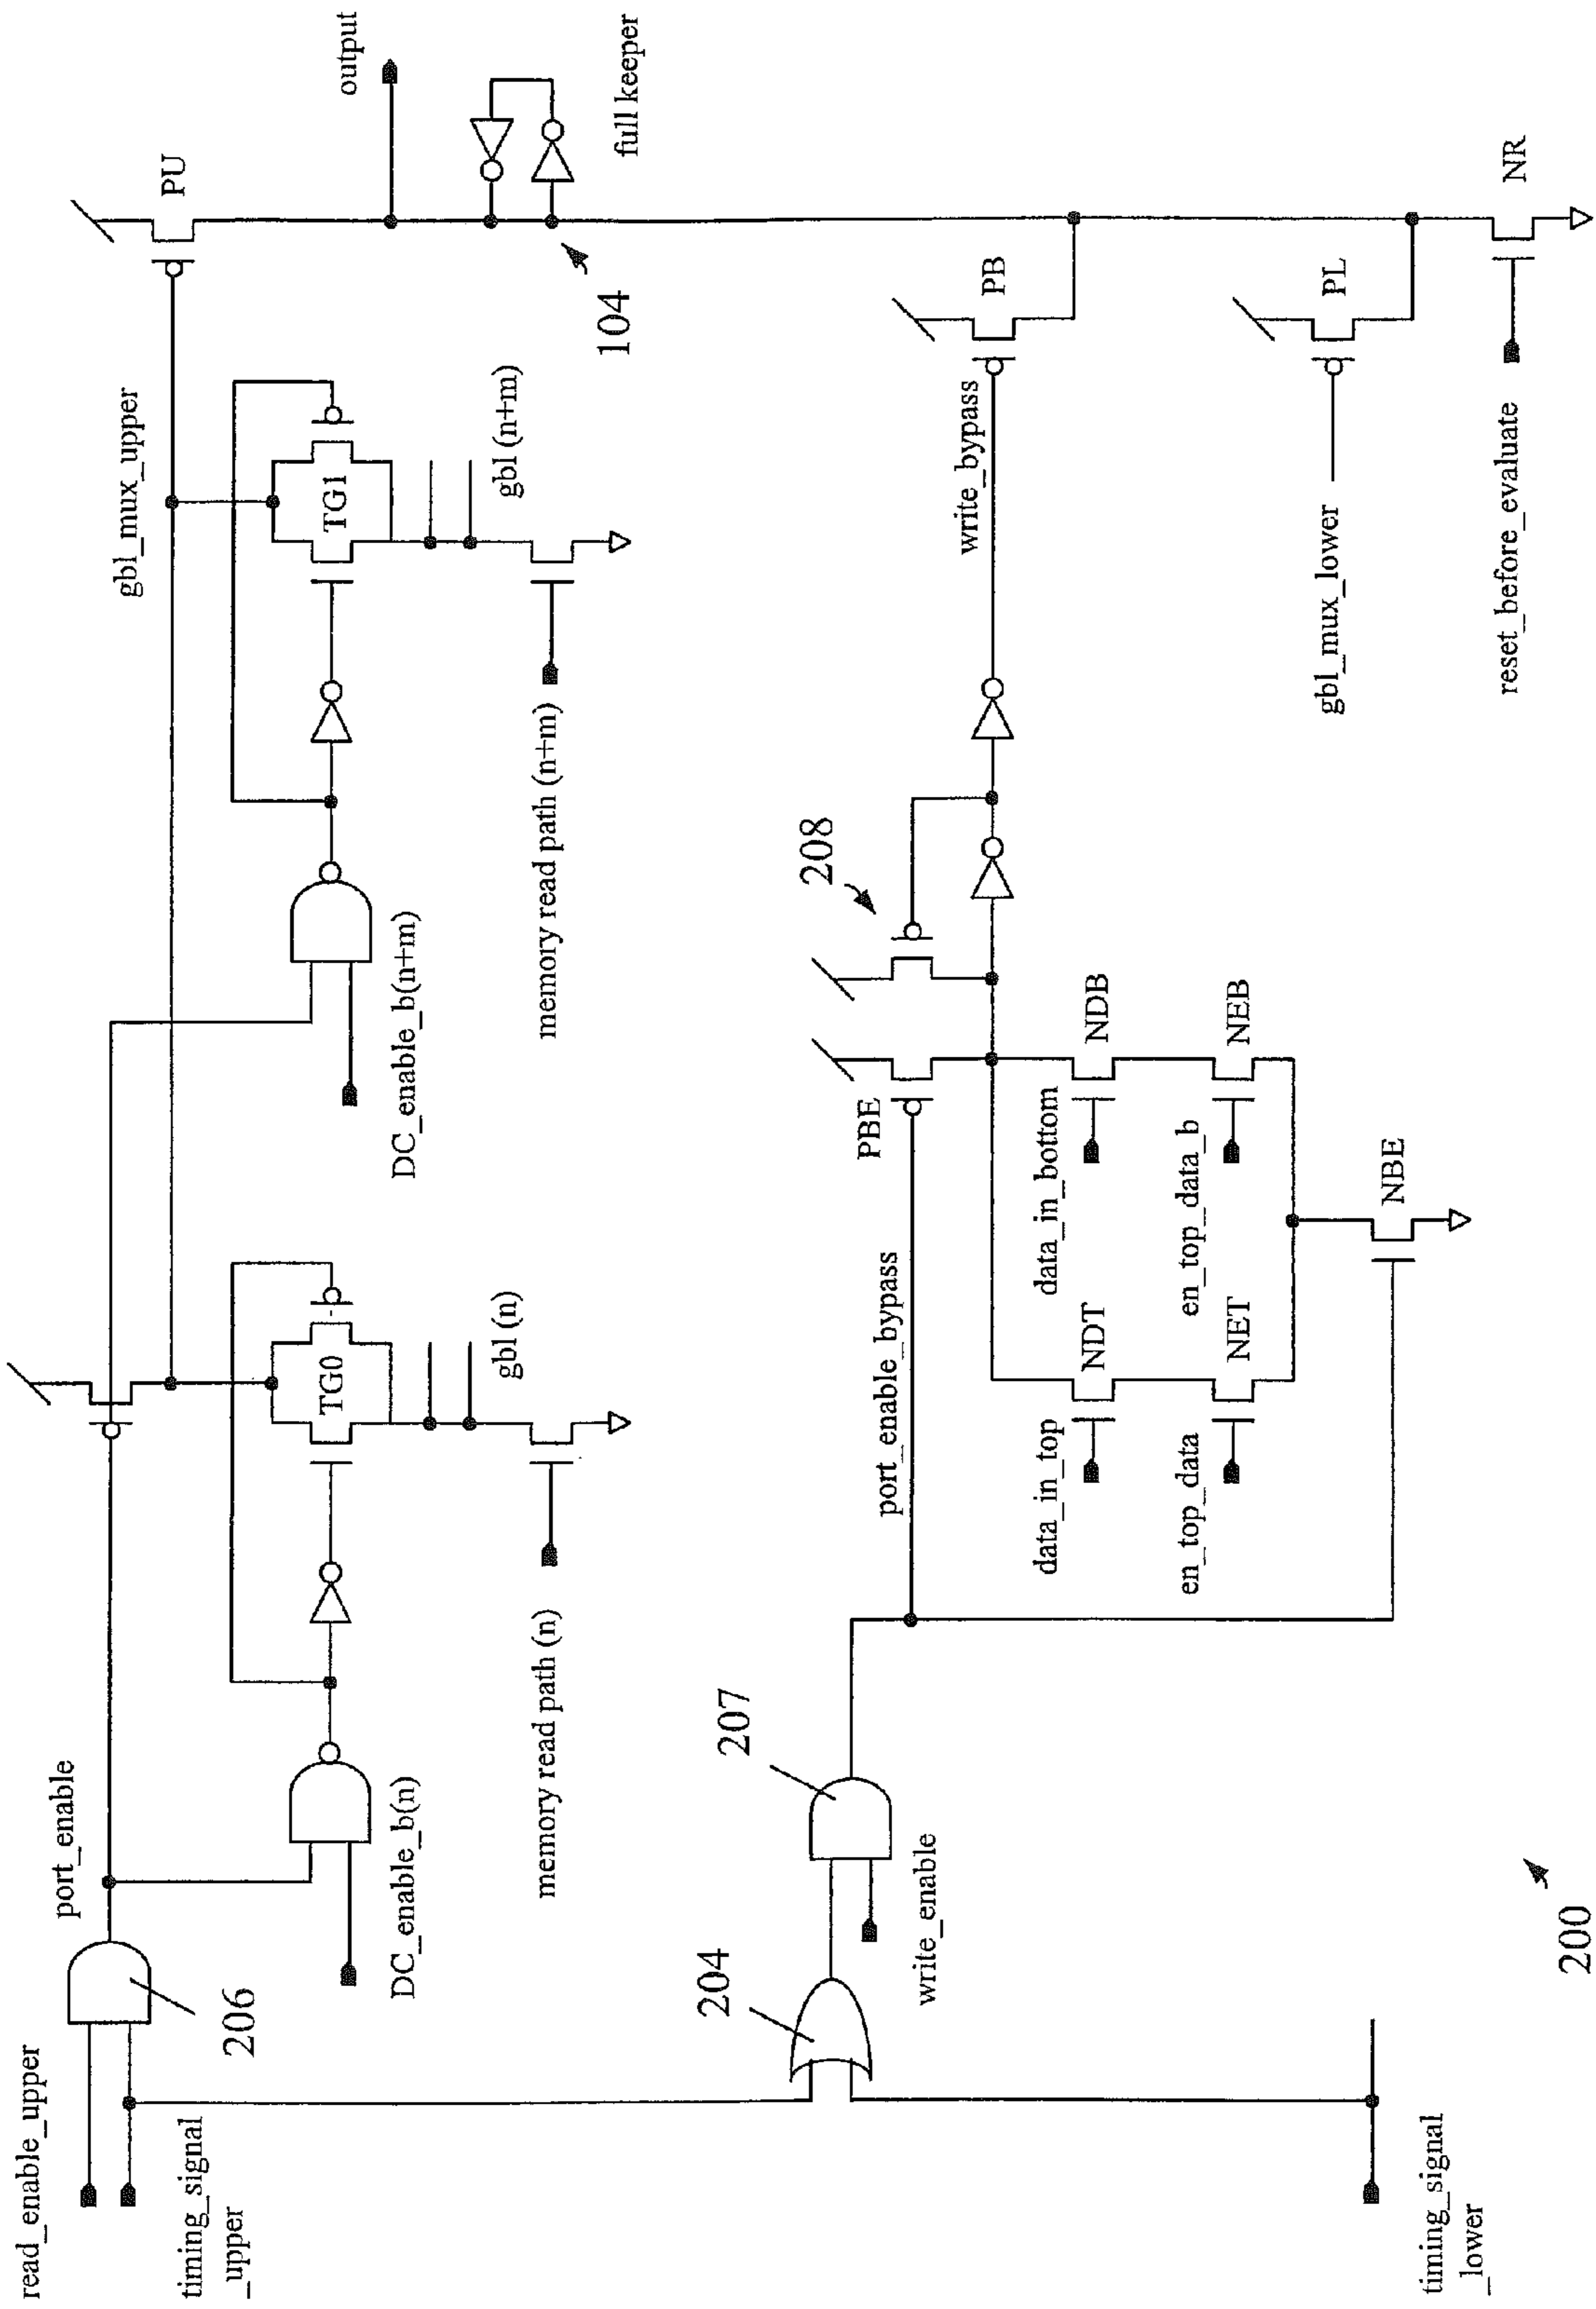 read_enable_upper
timing_signal
_upper
206
port_enable
DC_enable_b(n)
memory read path (n)
TG0
gbl (n)
gbl_mux_upper
DC_enable_b(n+m)
memory read path (n+m)
TG1
gbl (n+m)
PU
output
full keeper
104
timing_signal
_lower
204
write_enable
207
port_enable_bypass
PBE
208
data_in_top
NDT
data_in_bottom
NDB
en_top_data
NET
en_top_data_b
NEB
NBE
write_bypass
PB
gbl_mux_lower
PL
reset_before_evaluate
NR
200